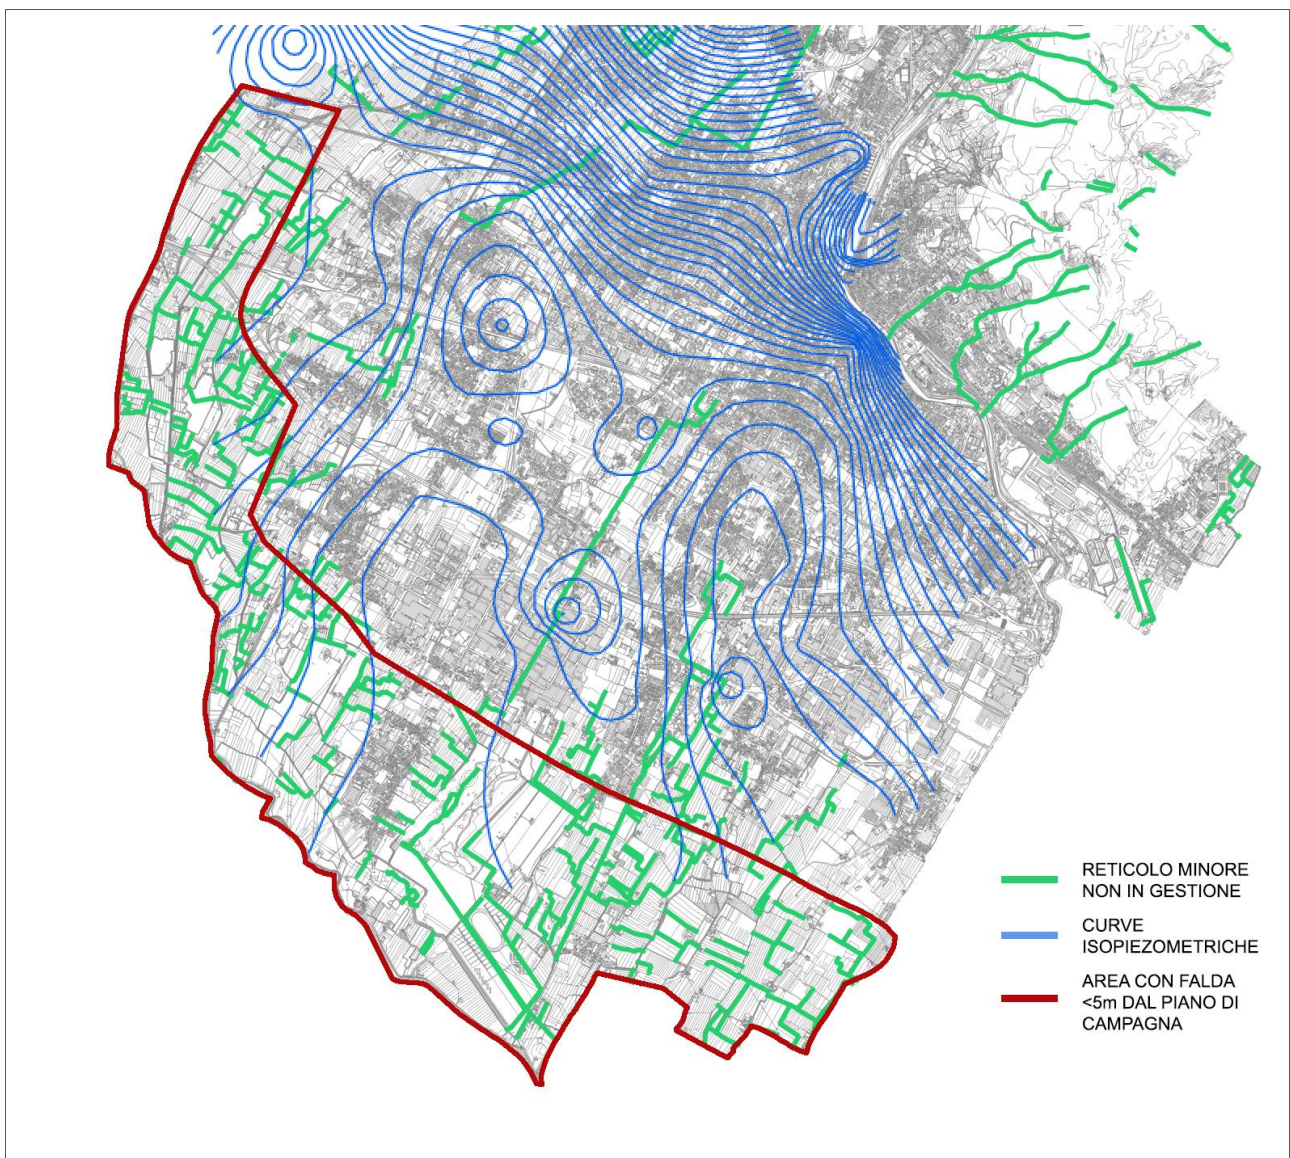 RETICOLO MINORE
NON IN GESTIONE
CURVE
ISOPIEZOMETRICHE
AREA CON FALDA
<5m DAL PIANO DI
CAMPAGNA